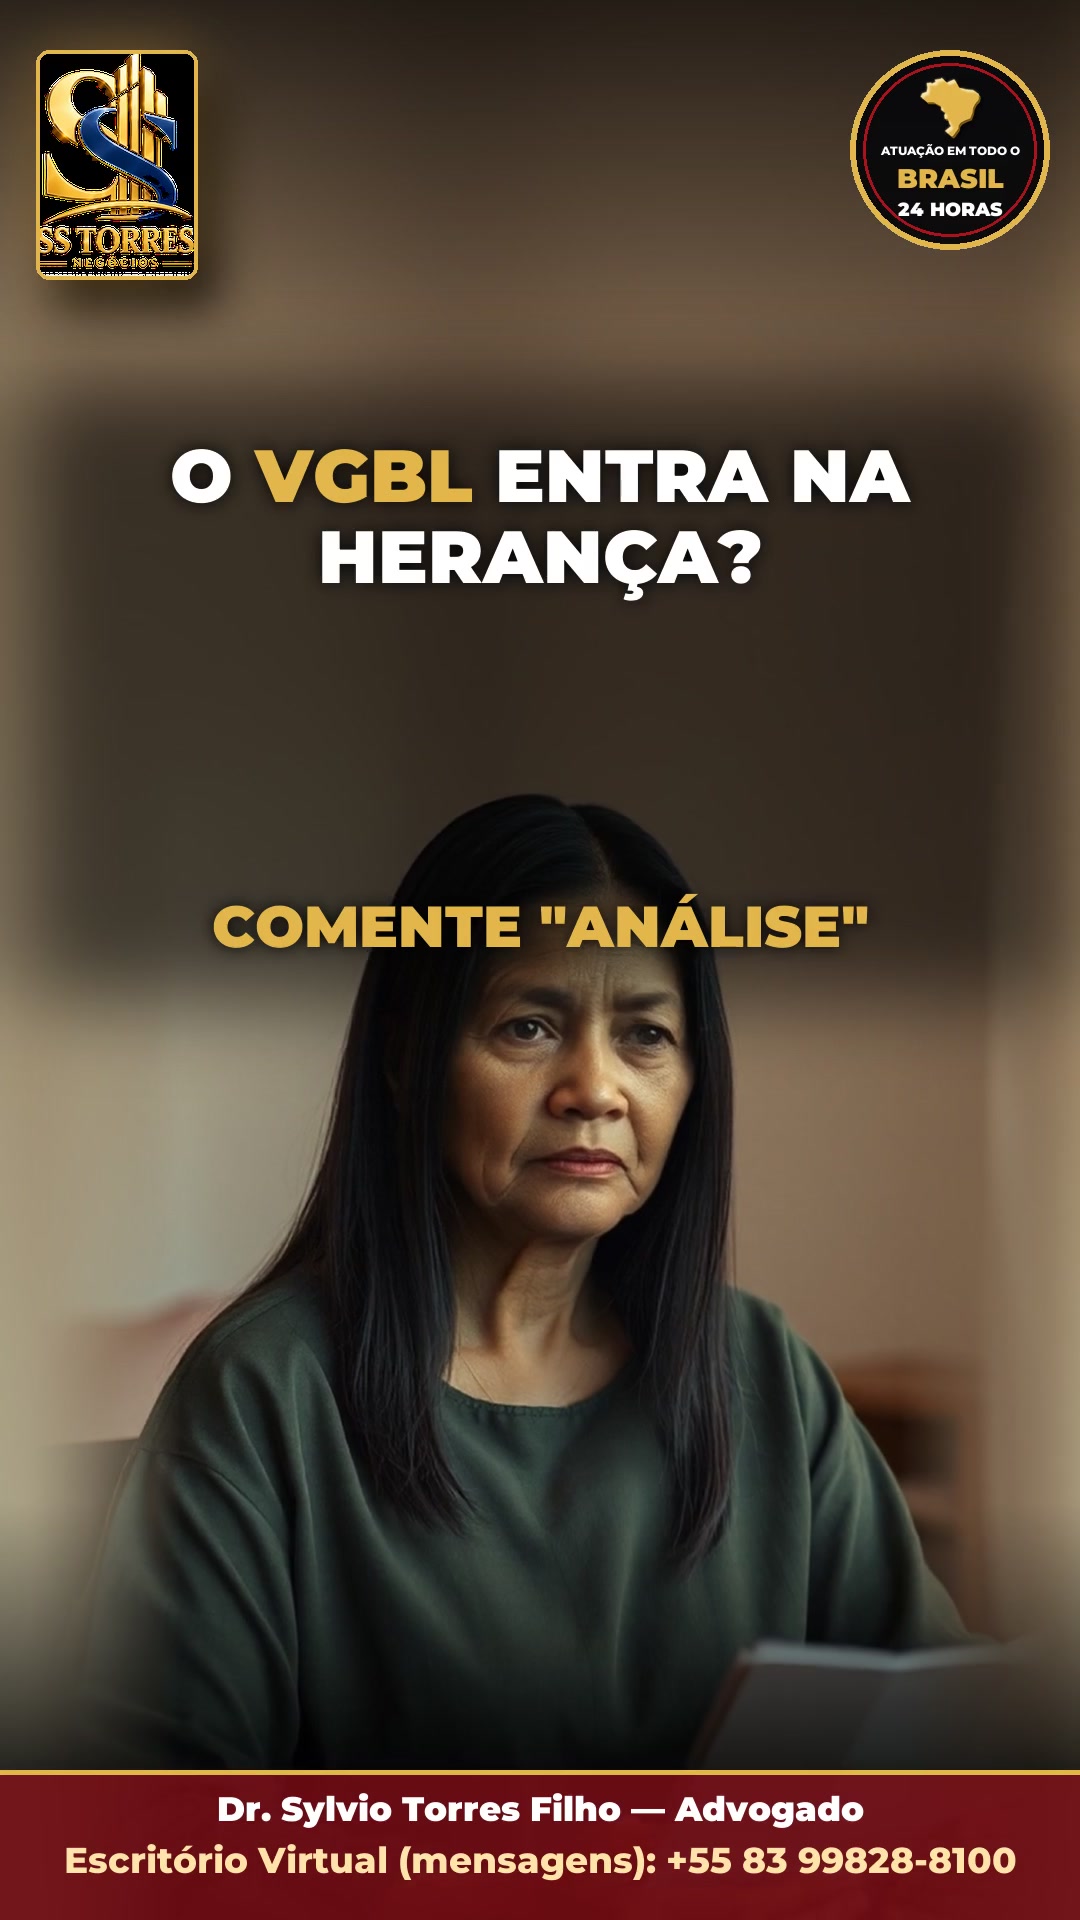 SS TORRES
NEGÓCIOS
ATUAÇÃO EM TODO O
BRASIL
24 HORAS
O VGBL ENTRA NA
HERANÇA?
COMENTE "ANÁLISE"
Dr. Sylvio Torres Filho — Advogado
Escritório Virtual (mensagens): +55 83 99828-8100